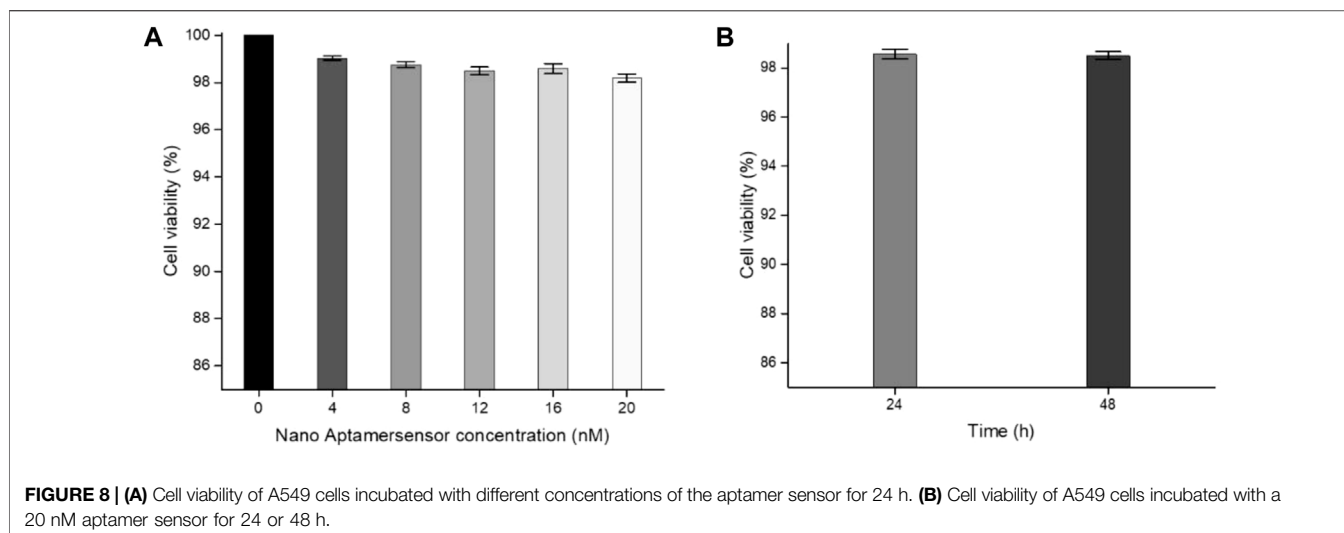 A
100
98
96
94
92
90
88
86
Cell viability (%)
0 4 8 12 16 20
Nano Aptamersensor concentration (nM)
B
98
96
94
92
90
88
86
Cell viability (%)
24 48
Time (h)
FIGURE 8 | (A) Cell viability of A549 cells incubated with different concentrations of the aptamer sensor for 24 h. (B) Cell viability of A549 cells incubated with a
20 nM aptamer sensor for 24 or 48 h.